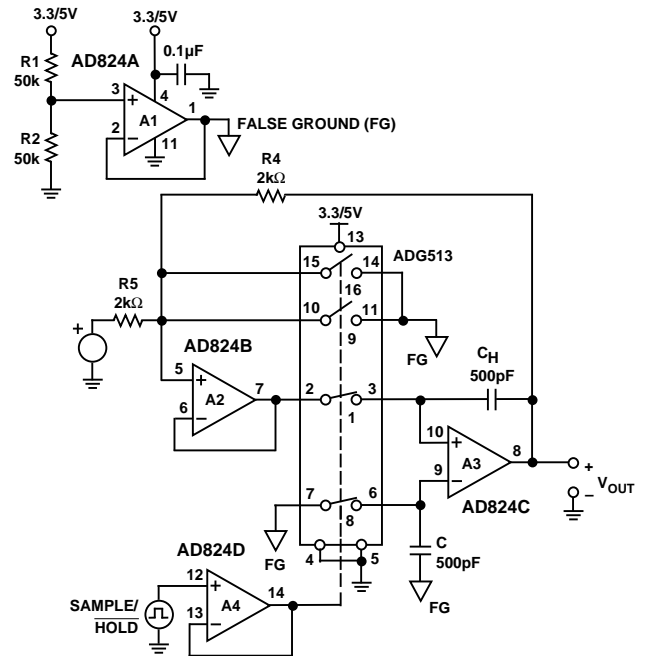 3.3/5V 3.3/5V
R1
50k
AD824A
0.1µF
3
4
A1
1
2
11
+
–
FALSE GROUND (FG)
R2
50k
R4
2kΩ
3.3/5V
13
ADG513
15
14
16
R5
2kΩ
10
11
9
FG
+
AD824B
5
+
A2
7
6
–
2
3
1
CH
500pF
10
+
A3
8
9
–
AD824C
+
VOUT
–
7
6
8
FG
4
5
C
500pF
FG
AD824D
12
+
A4
14
13
–
SAMPLE/
HOLD